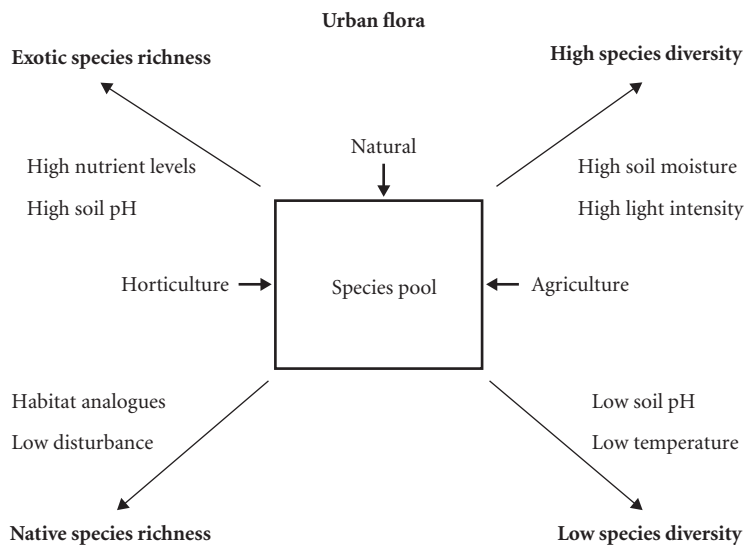 Urban flora
Exotic species richness
High species diversity
Natural
High nutrient levels
High soil moisture
High soil pH
High light intensity
Horticulture
Species pool
Agriculture
Habitat analogues
Low soil pH
Low disturbance
Low temperature
Native species richness
Low species diversity